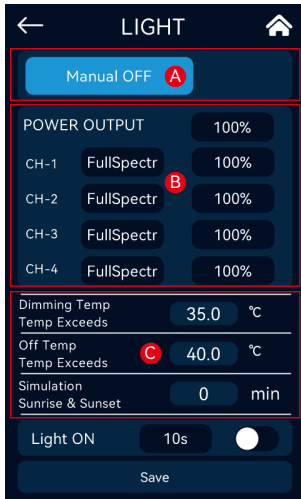 LIGHT
Manual OFF A
POWER OUTPUT 100%
CH-1 FullSpectr 100%
B
CH-2 FullSpectr 100%
CH-3 FullSpectr 100%
CH-4 FullSpectr 100%
Dimming Temp
Temp Exceeds 35.0 ℃
Off Temp
Temp Exceeds C 40.0 ℃
Simulation
Sunrise & Sunset 0 min
Light ON 10s
Save